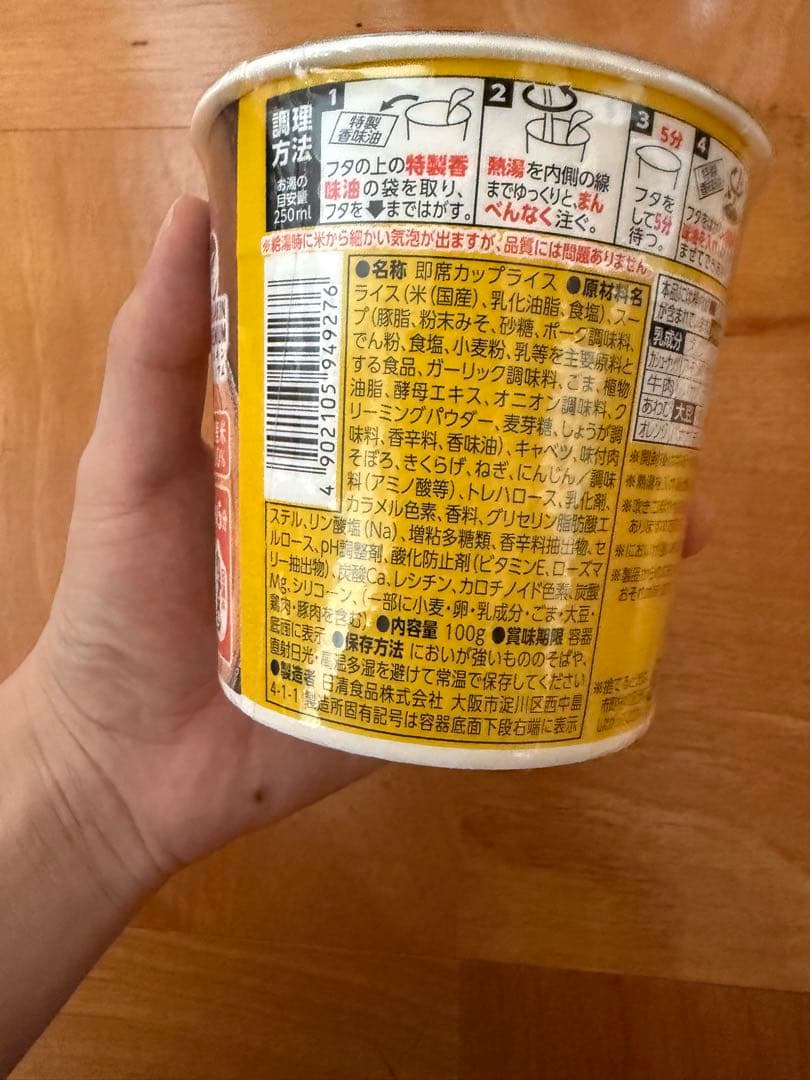 調理
方法
お湯の
目安量
250ml
1
特製
香味油
フタの上の特製香
味油の袋を取り、
フタを⬇まではがす。
2
熱湯を内側の線
までゆっくりと、まん
べんなく注ぐ。
3
5分
フタを
して5分
待つ。
4
※給湯時に米から細かい気泡が出ますが、品質には問題ありません
4 902105 949276
●名称 即席カップライス ●原材料名
ライス(米(国産)、乳化油脂、食塩)、スー
プ(豚脂、粉末みそ、砂糖、ポーク調味料、
でん粉、食塩、小麦粉、乳等を主要原料と
する食品、ガーリック調味料、ごま、植物
油脂、酵母エキス、オニオン調味料、ク
リーミングパウダー、麦芽糖、しょうが調
味料、香辛料、香味油)、キャベツ、味付肉
そぼろ、きくらげ、ねぎ、にんじん/調味
料(アミノ酸等)、トレハロース、乳化剤、
カラメル色素、香料、グリセリン脂肪酸エ
ステル、リン酸塩(Na)、増粘多糖類、香辛料抽出物、セ
ルロース、pH調整剤、酸化防止剤(ビタミンE、ローズマ
リー抽出物)、炭酸Ca、レシチン、カロチノイド色素、炭酸
Mg、シリコーン、(一部に小麦・卵・乳成分・ごま・大豆・
鶏肉・豚肉を含む) ●内容量 100g ●賞味期限 容器
底面に表示 ●保存方法 においが強いもののそばや、
直射日光・高温多湿を避けて常温で保存してください
●製造者 日清食品株式会社 大阪市淀川区西中島
4-1-1 製造所固有記号は容器底面下段右端に表示
乳成分
牛肉
大豆
オレンジ